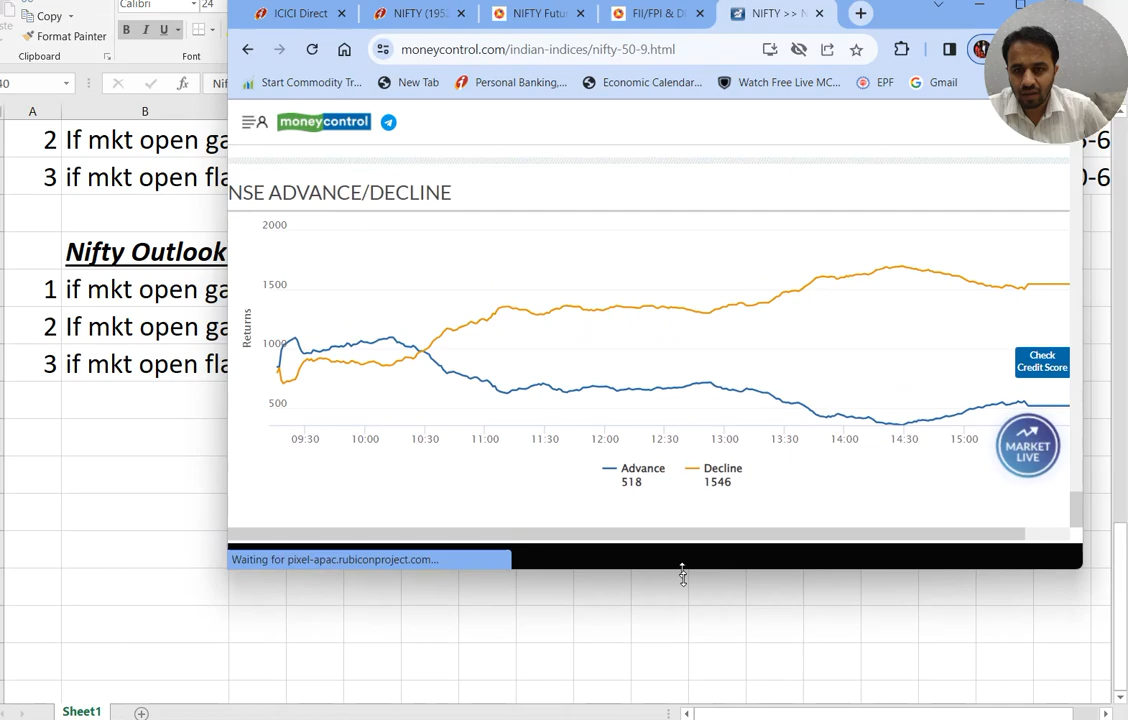 Calibri
24
Copy
Format Painter
B I U
Clipboard
Font
40
fx
A
B
2 If mkt open ga
3 if mkt open fla
Nifty Outlook
1 if mkt open ga
2 If mkt open ga
3 if mkt open fla
Sheet1
ICICI Direct
NIFTY (195
NIFTY Futu
FII/FPI & D
NIFTY >> N
moneycontrol.com/indian-indices/nifty-50-9.html
Start Commodity Tr...
New Tab
Personal Banking,...
Economic Calendar...
Watch Free Live MC...
EPF
Gmail
moneycontrol
NSE ADVANCE/DECLINE
2000
1500
1000
500
Returns
Check
Credit Score
MARKET
LIVE
09:30 10:00 10:30 11:00 11:30 12:00 12:30 13:00 13:30 14:00 14:30 15:00
Advance Decline
518 1546
Waiting for pixel-apac.rubiconproject.com...
-6
0-6